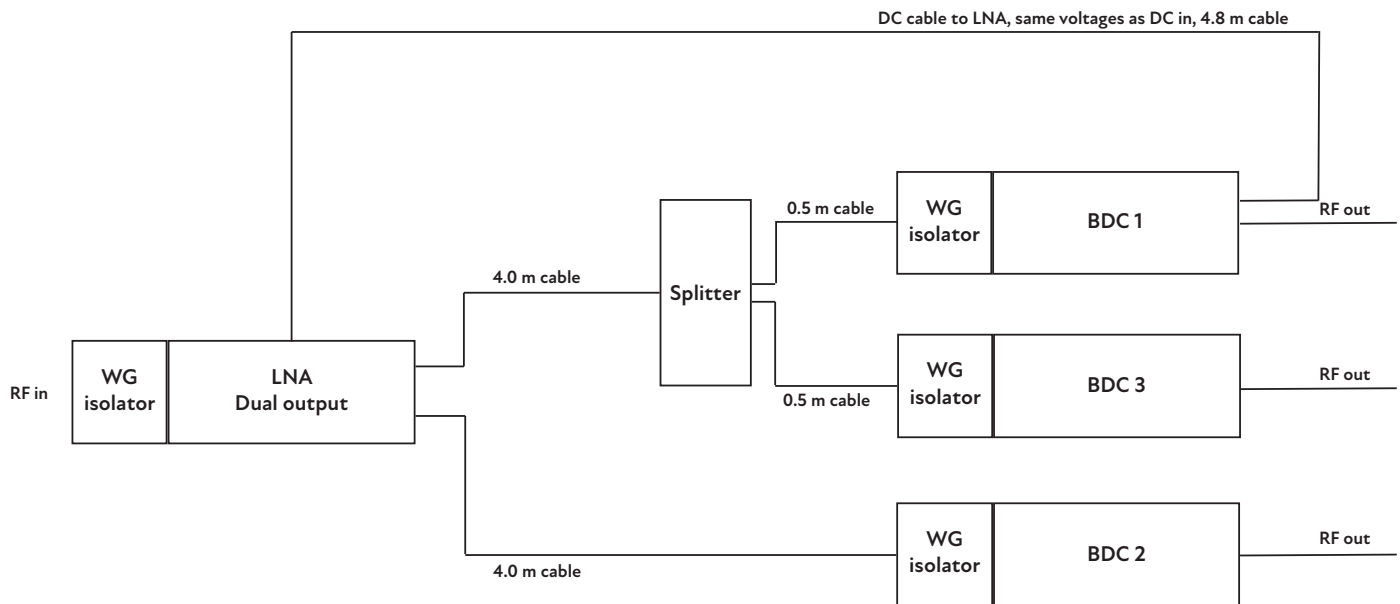 DC cable to LNA, same voltages as DC in, 4.8 m cable
0.5 m cable
WG
isolator
BDC 1
RF out
4.0 m cable
Splitter
RF in
WG
isolator
LNA
Dual output
0.5 m cable
WG
isolator
BDC 3
RF out
4.0 m cable
WG
isolator
BDC 2
RF out